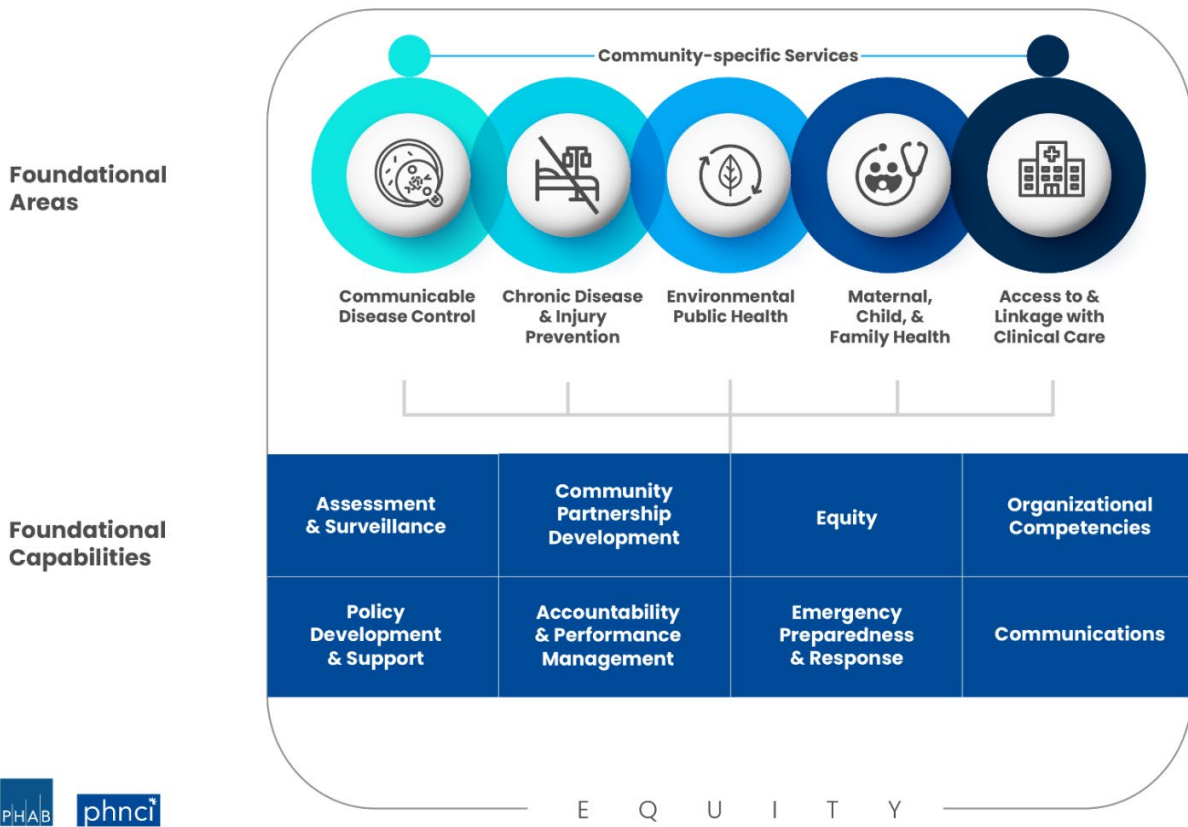 Community-specific Services
Foundational
Areas
Communicable
Disease Control
Chronic Disease
& Injury
Prevention
Environmental
Public Health
Maternal,
Child, &
Family Health
Access to &
Linkage with
Clinical Care
Foundational
Capabilities
Assessment
& Surveillance
Community
Partnership
Development
Equity
Organizational
Competencies
Policy
Development
& Support
Accountability
& Performance
Management
Emergency
Preparedness
& Response
Communications
EQUITY
PHAB
phnci